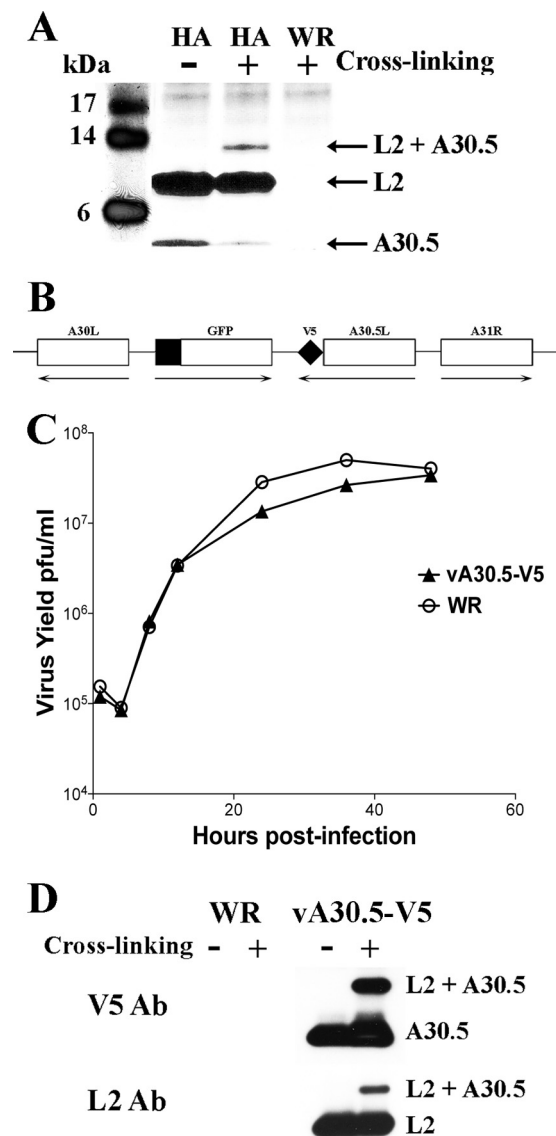 A
HA HA WR
kDa - + + Cross-linking
17
14
L2 + A30.5
L2
6
A30.5
B
A30L GFP V5 A30.5L A31R
C
10^8
10^7
10^6
10^5
10^4
Virus Yield pfu/ml
vA30.5-V5
WR
0 20 40 60
Hours post-infection
D
WR vA30.5-V5
Cross-linking - + - +
L2 + A30.5
V5 Ab
A30.5
L2 + A30.5
L2 Ab
L2